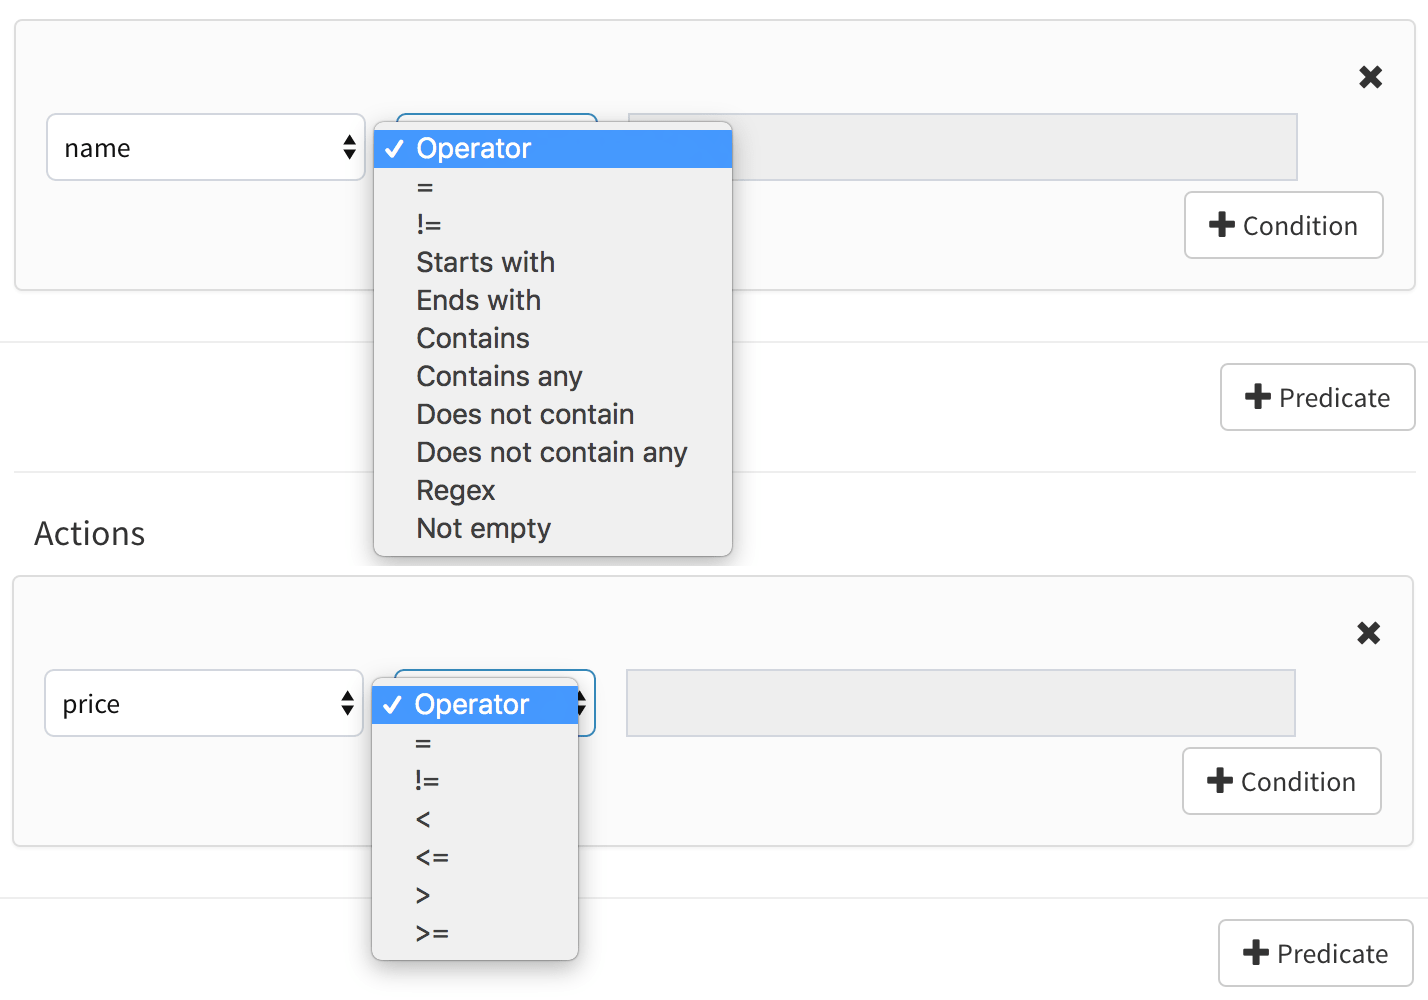 name
✓ Operator
=
!=
Starts with
Ends with
Contains
Contains any
Does not contain
Does not contain any
Regex
Not empty
+ Condition
+ Predicate
Actions
price
✓ Operator
=
!=
<
<=
>
>=
+ Condition
+ Predicate